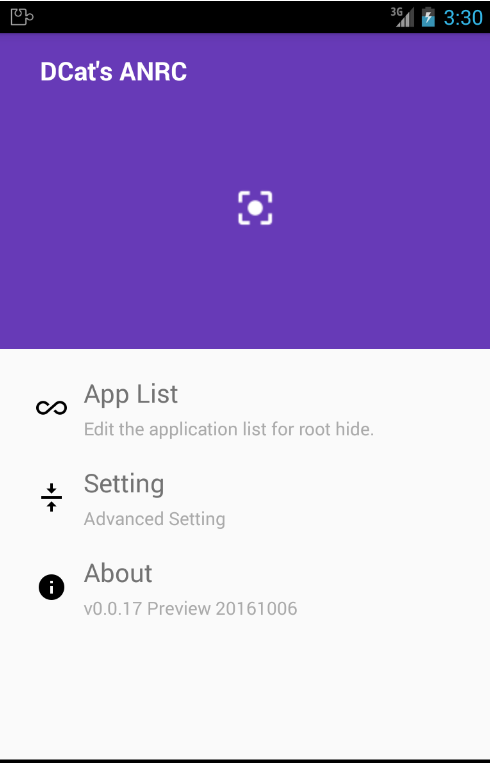 3G 3:30
DCat's ANRC
App List
Edit the application list for root hide.
Setting
Advanced Setting
About
v0.0.17 Preview 20161006